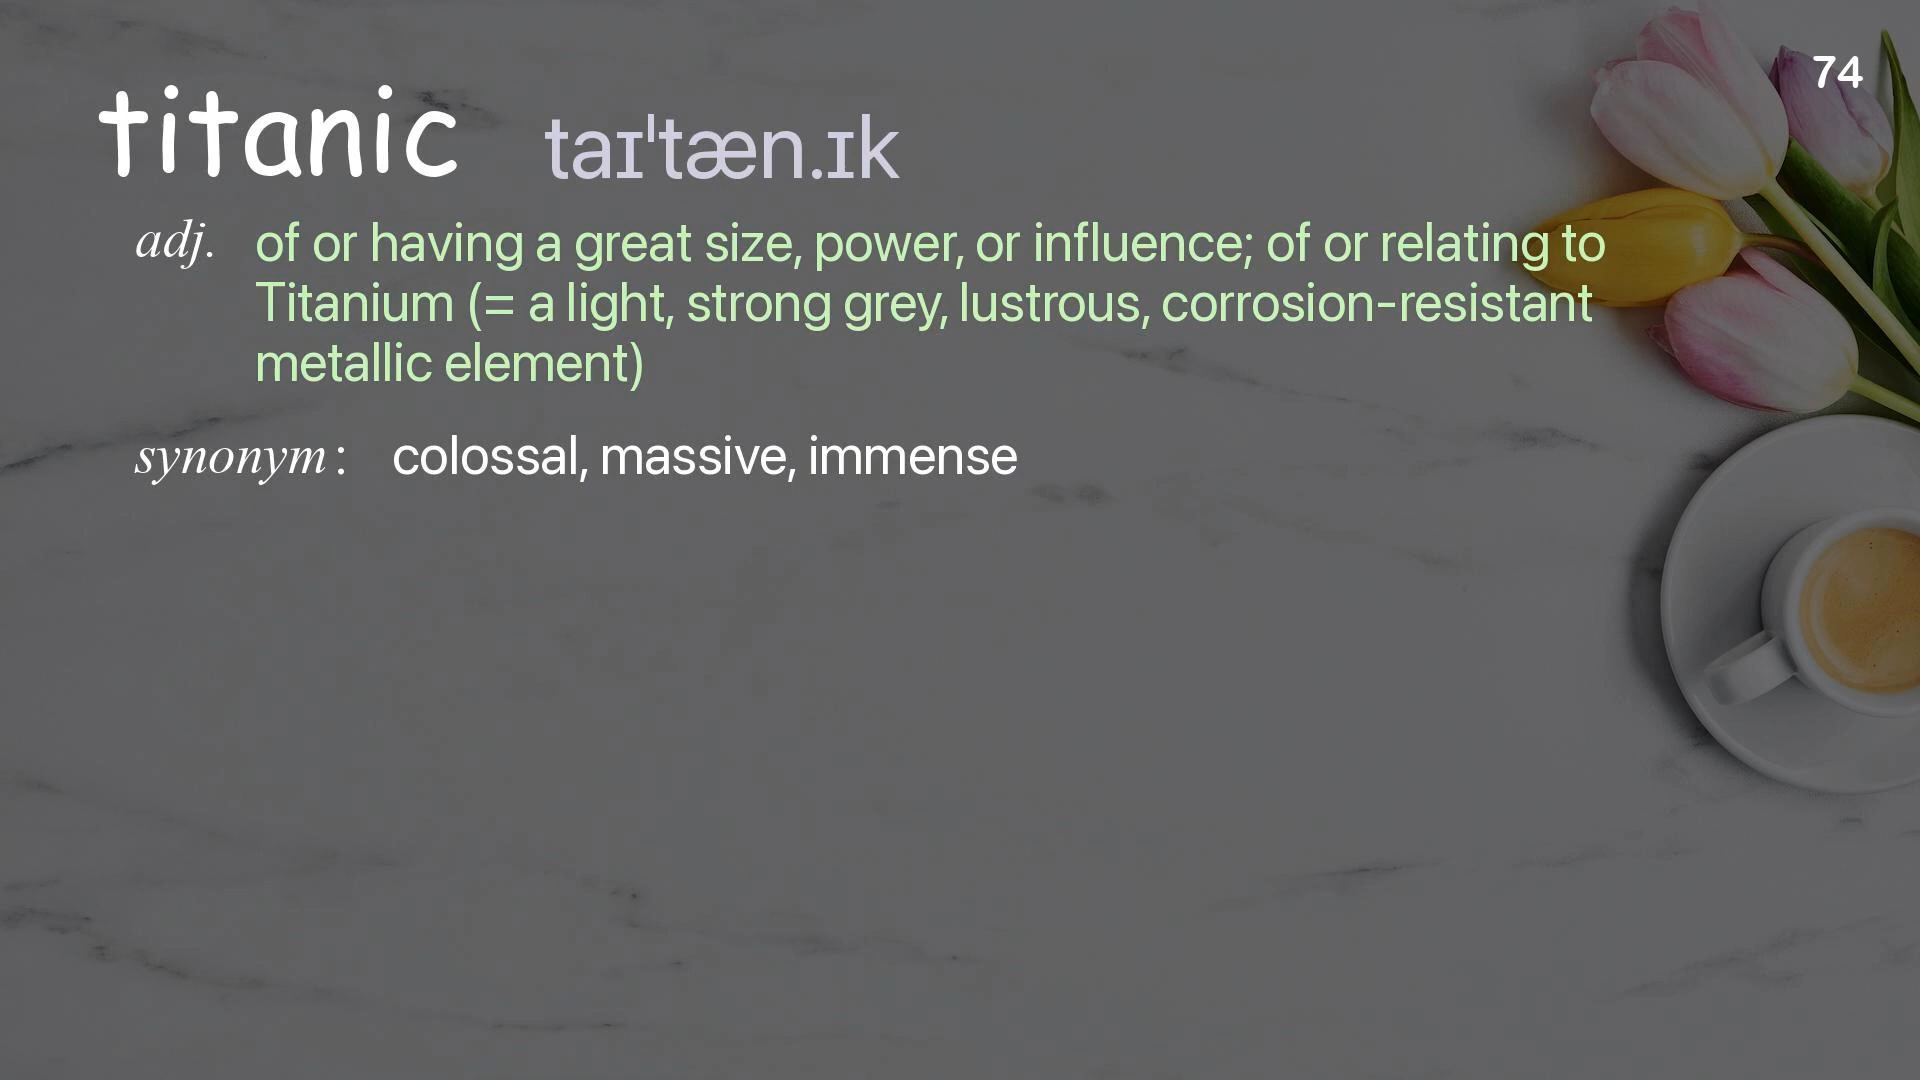 74
titanic taɪˈtæn.ɪk
adj. of or having a great size, power, or influence; of or relating to
Titanium (= a light, strong grey, lustrous, corrosion-resistant
metallic element)
synonym : colossal, massive, immense